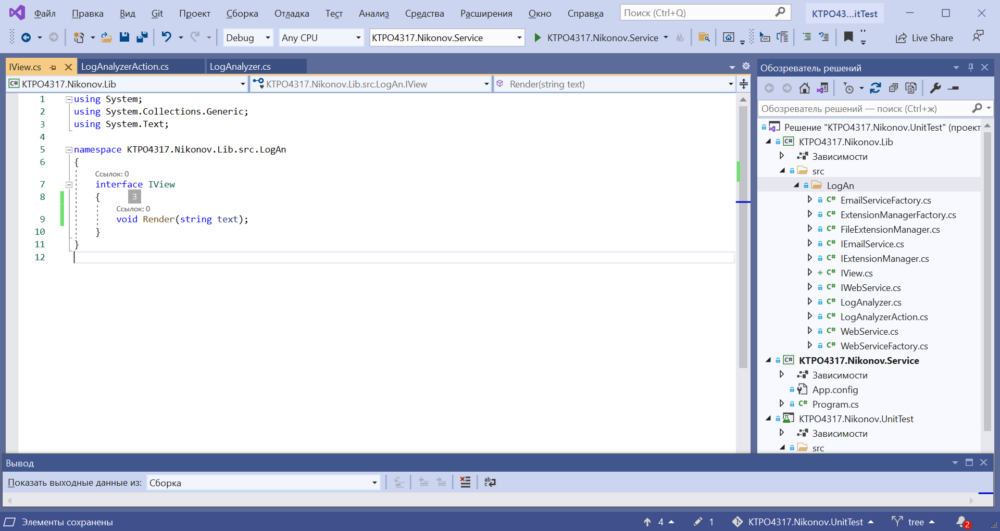 Файл Правка Вид Git Проект Сборка Отладка Тест Анализ Средства Расширения Окно Справка Поиск (Ctrl+Q) KTPO43...itTest
Debug Any CPU KTPO4317.Nikonov.Service KTPO4317.Nikonov.Service Live Share
IView.cs LogAnalyzerAction.cs LogAnalyzer.cs
C# KTPO4317.Nikonov.Lib KTPO4317.Nikonov.Lib.src.LogAn.IView Render(string text)
1 using System;
2 using System.Collections.Generic;
3 using System.Text;
4
5 namespace KTPO4317.Nikonov.Lib.src.LogAn
6 {
Ссылок: 0
7 interface IView
8 { 3
Ссылок: 0
9 void Render(string text);
10 }
11 }
12
Обозреватель решений
Обозреватель решений — поиск (Ctrl+ж)
Решение "KTPO4317.Nikonov.UnitTest" (проект
C# KTPO4317.Nikonov.Lib
Зависимости
src
LogAn
C# EmailServiceFactory.cs
C# ExtensionManagerFactory.cs
C# FileExtensionManager.cs
C# IEmailService.cs
C# IExtensionManager.cs
C# IView.cs
C# IWebService.cs
C# LogAnalyzer.cs
C# LogAnalyzerAction.cs
C# WebService.cs
C# WebServiceFactory.cs
C# KTPO4317.Nikonov.Service
Зависимости
App.config
C# Program.cs
KTPO4317.Nikonov.UnitTest
Зависимости
src
Вывод
Показать выходные данные из: Сборка
Элементы сохранены 4 1 KTPO4317.Nikonov.UnitTest tree 2